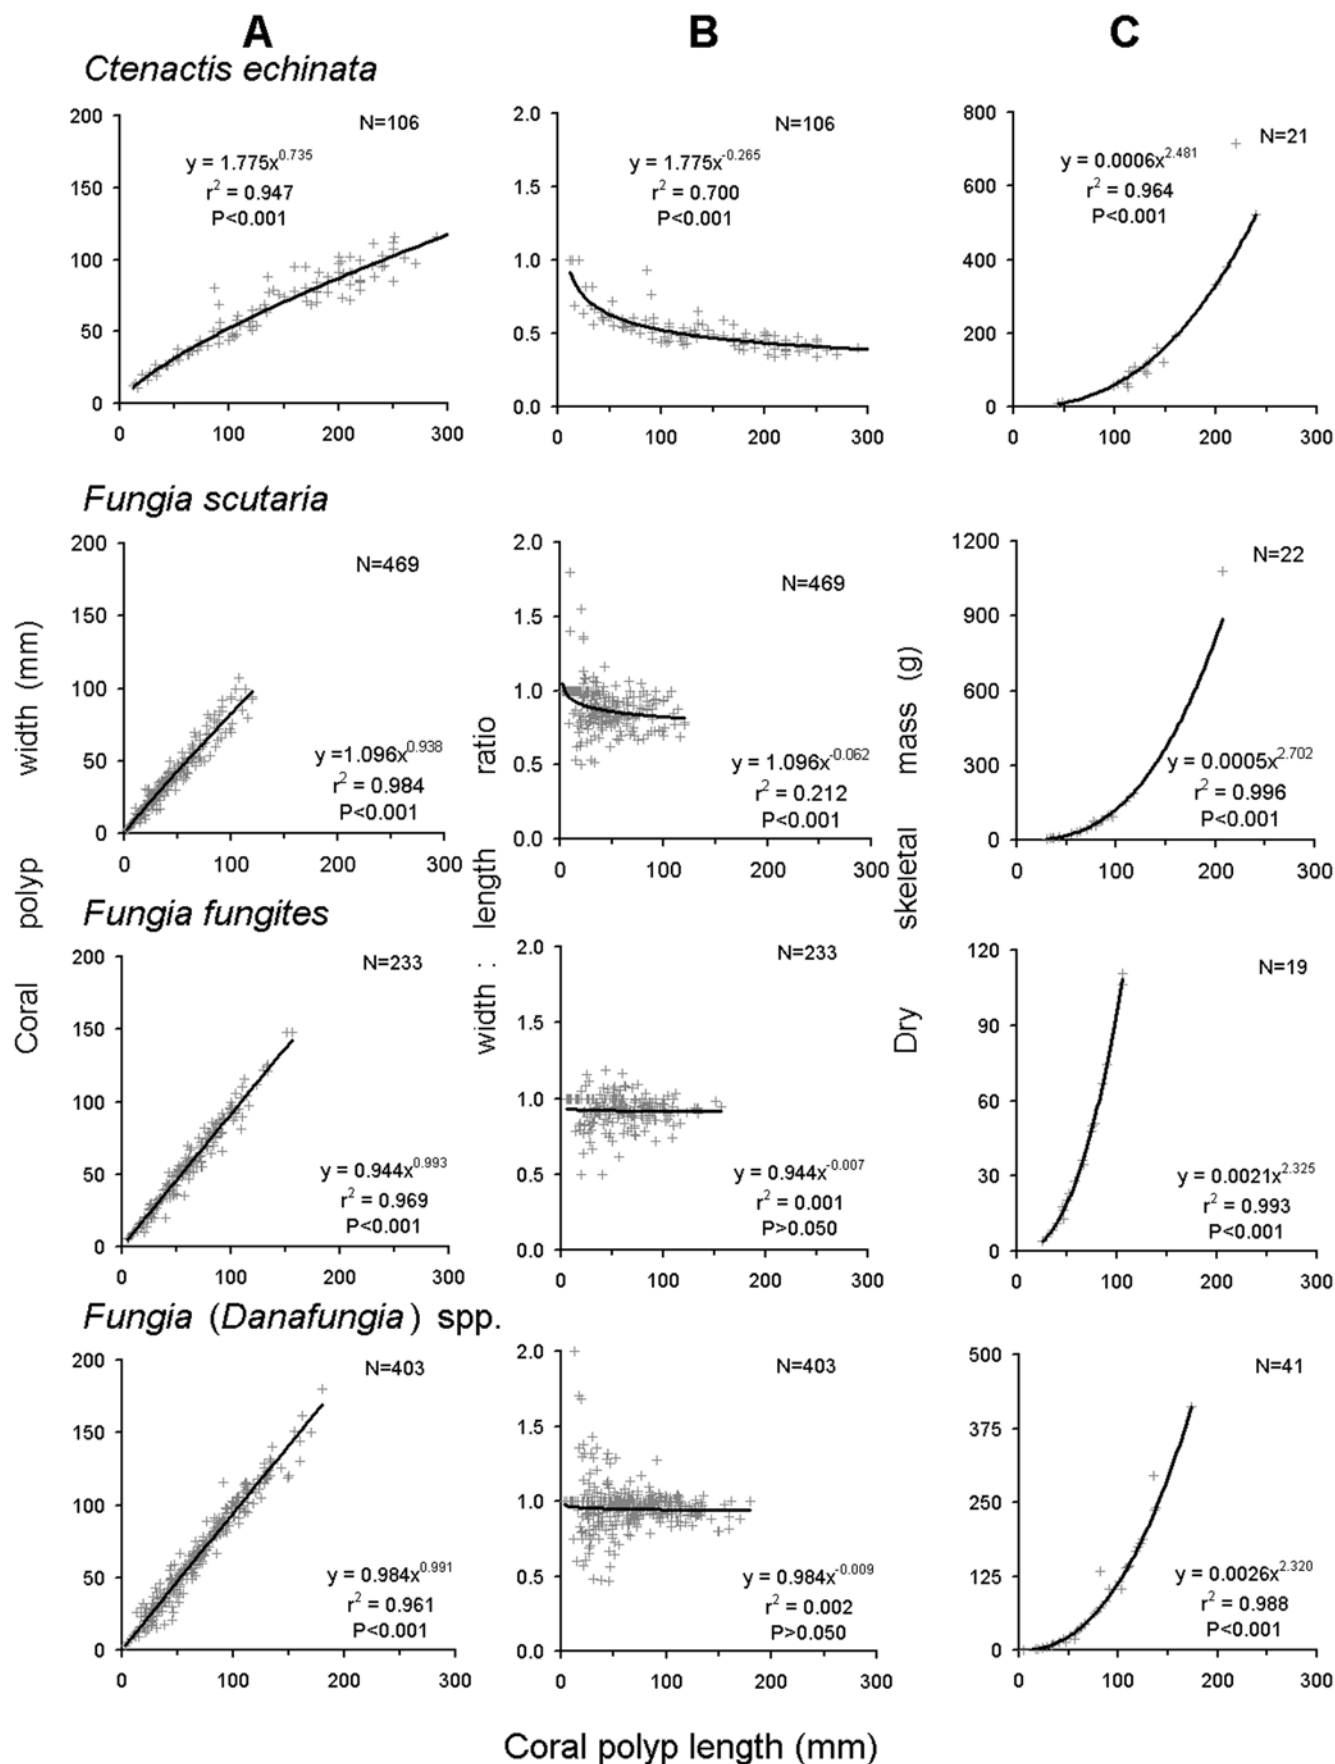 A B C
Ctenactis echinata
N=106
y = 1.775x^0.735
r² = 0.947
P<0.001
200
150
100
50
0
0 100 200 300
N=106
y = 1.775x^-0.265
r² = 0.700
P<0.001
2.0
1.5
1.0
0.5
0.0
0 100 200 300
N=21
y = 0.0006x^2.481
r² = 0.964
P<0.001
800
600
400
200
0
0 100 200 300
Fungia scutaria
N=469
y =1.096x^0.938
r² = 0.984
P<0.001
200
150
100
50
0
0 100 200 300
N=469
y = 1.096x^-0.062
r² = 0.212
P<0.001
2.0
1.5
1.0
0.5
0.0
0 100 200 300
N=22
y = 0.0005x^2.702
r² = 0.996
P<0.001
1200
900
600
300
0
0 100 200 300
Fungia fungites
N=233
y = 0.944x^0.993
r² = 0.969
P<0.001
200
150
100
50
0
0 100 200 300
N=233
y = 0.944x^-0.007
r² = 0.001
P>0.050
2.0
1.5
1.0
0.5
0.0
0 100 200 300
N=19
y = 0.0021x^2.325
r² = 0.993
P<0.001
120
90
60
30
0
0 100 200 300
Fungia (Danafungia) spp.
N=403
y = 0.984x^0.991
r² = 0.961
P<0.001
200
150
100
50
0
0 100 200 300
N=403
y = 0.984x^-0.009
r² = 0.002
P>0.050
2.0
1.5
1.0
0.5
0.0
0 100 200 300
N=41
y = 0.0026x^2.320
r² = 0.988
P<0.001
500
375
250
125
0
0 100 200 300
Coral polyp width (mm)
width : length ratio
Dry skeletal mass (g)
Coral polyp length (mm)